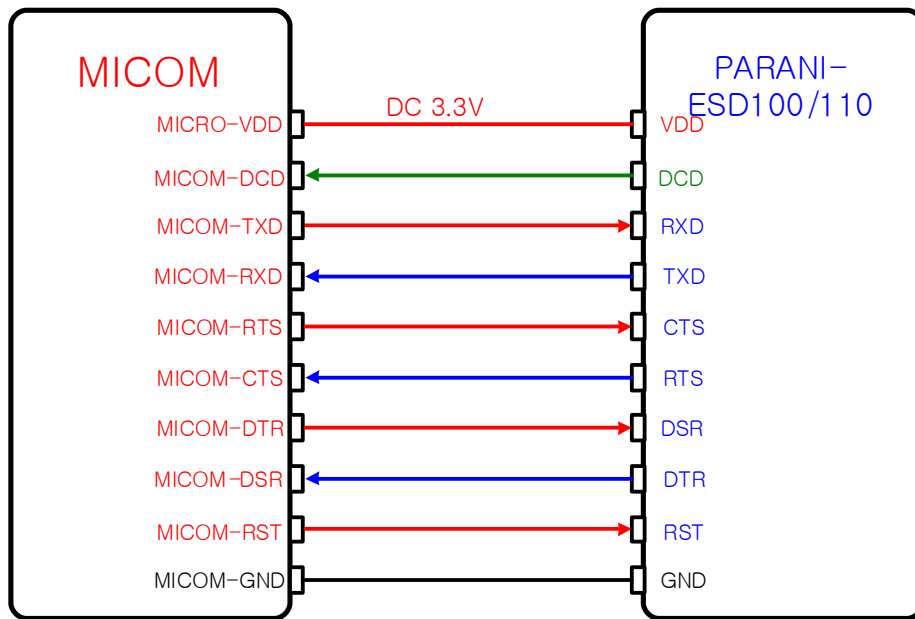 MICOM
PARANI-
ESD100/110
DC 3.3V
MICRO-VDD
VDD
MICOM-DCD
DCD
MICOM-TXD
RXD
MICOM-RXD
TXD
MICOM-RTS
CTS
MICOM-CTS
RTS
MICOM-DTR
DSR
MICOM-DSR
DTR
MICOM-RST
RST
MICOM-GND
GND